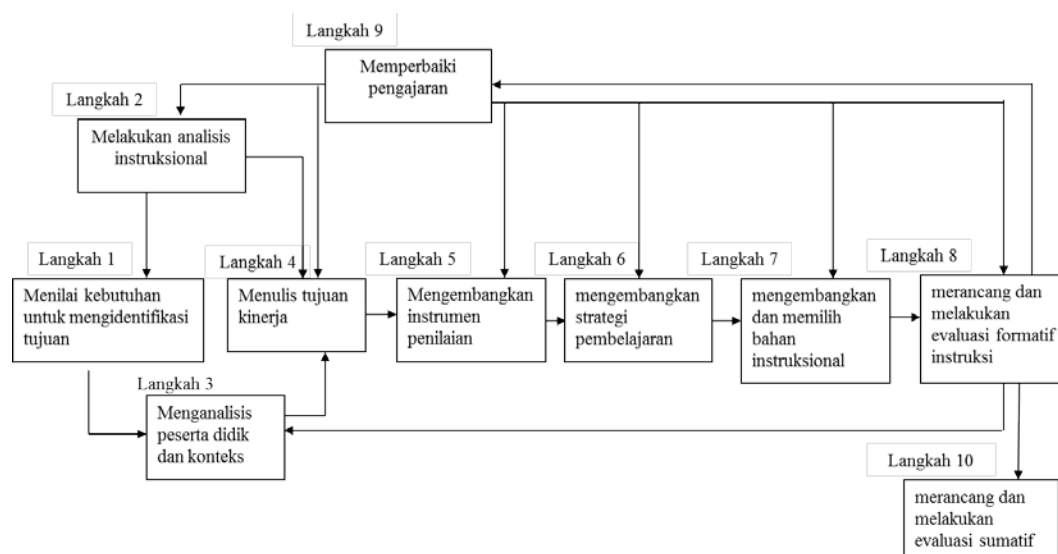 Langkah 9
Memperbaiki
pengajaran
Langkah 2
Melakukan analisis
instruksional
Langkah 1
Menilai kebutuhan
untuk mengidentifikasi
tujuan
Langkah 3
Menganalisis
peserta didik
dan konteks
Langkah 4
Menulis tujuan
kinerja
Langkah 5
Mengembangkan
instrumen
penilaian
Langkah 6
mengembangkan
strategi
pembelajaran
Langkah 7
mengembangkan
dan memilih
bahan
instruksional
Langkah 8
merancang dan
melakukan
evaluasi formatif
instruksi
Langkah 10
merancang dan
melakukan
evaluasi sumatif